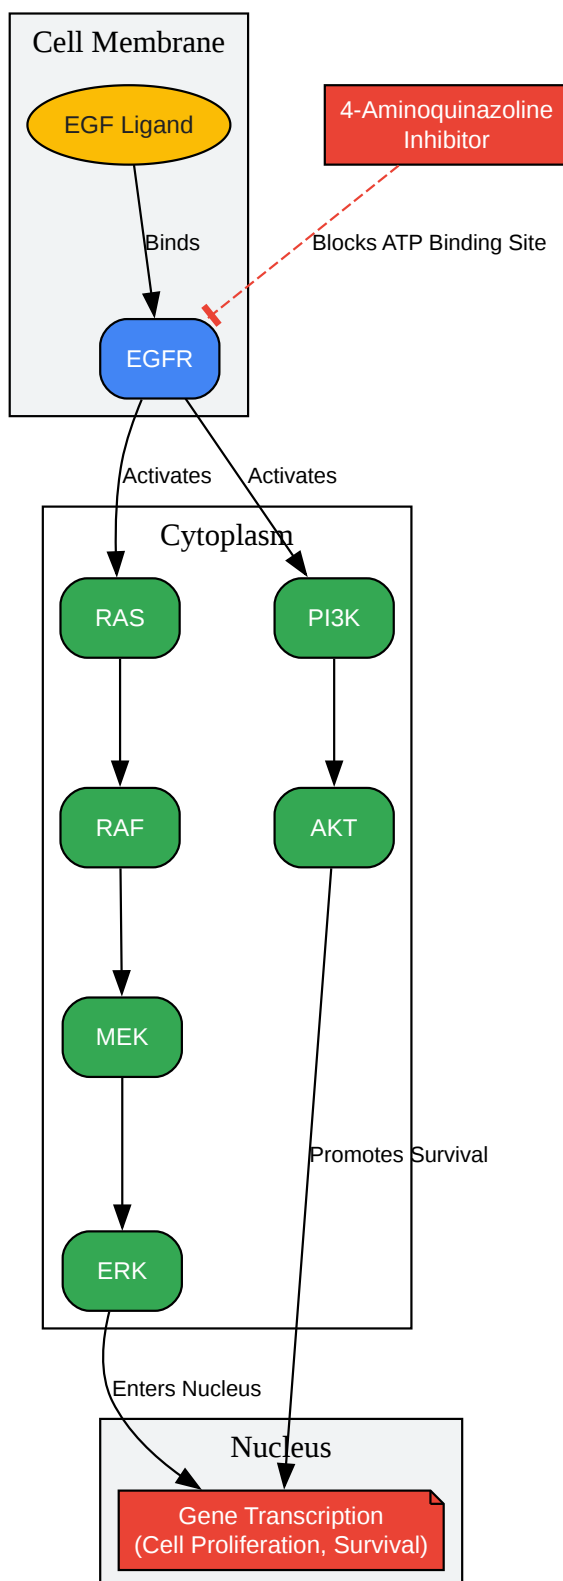 Cell Membrane
EGF Ligand
4-Aminoquinazoline
Inhibitor
Binds
Blocks ATP Binding Site
EGFR
Activates
Activates
Cytoplasm
RAS
PI3K
RAF
AKT
MEK
Promotes Survival
ERK
Enters Nucleus
Nucleus
Gene Transcription
(Cell Proliferation, Survival)